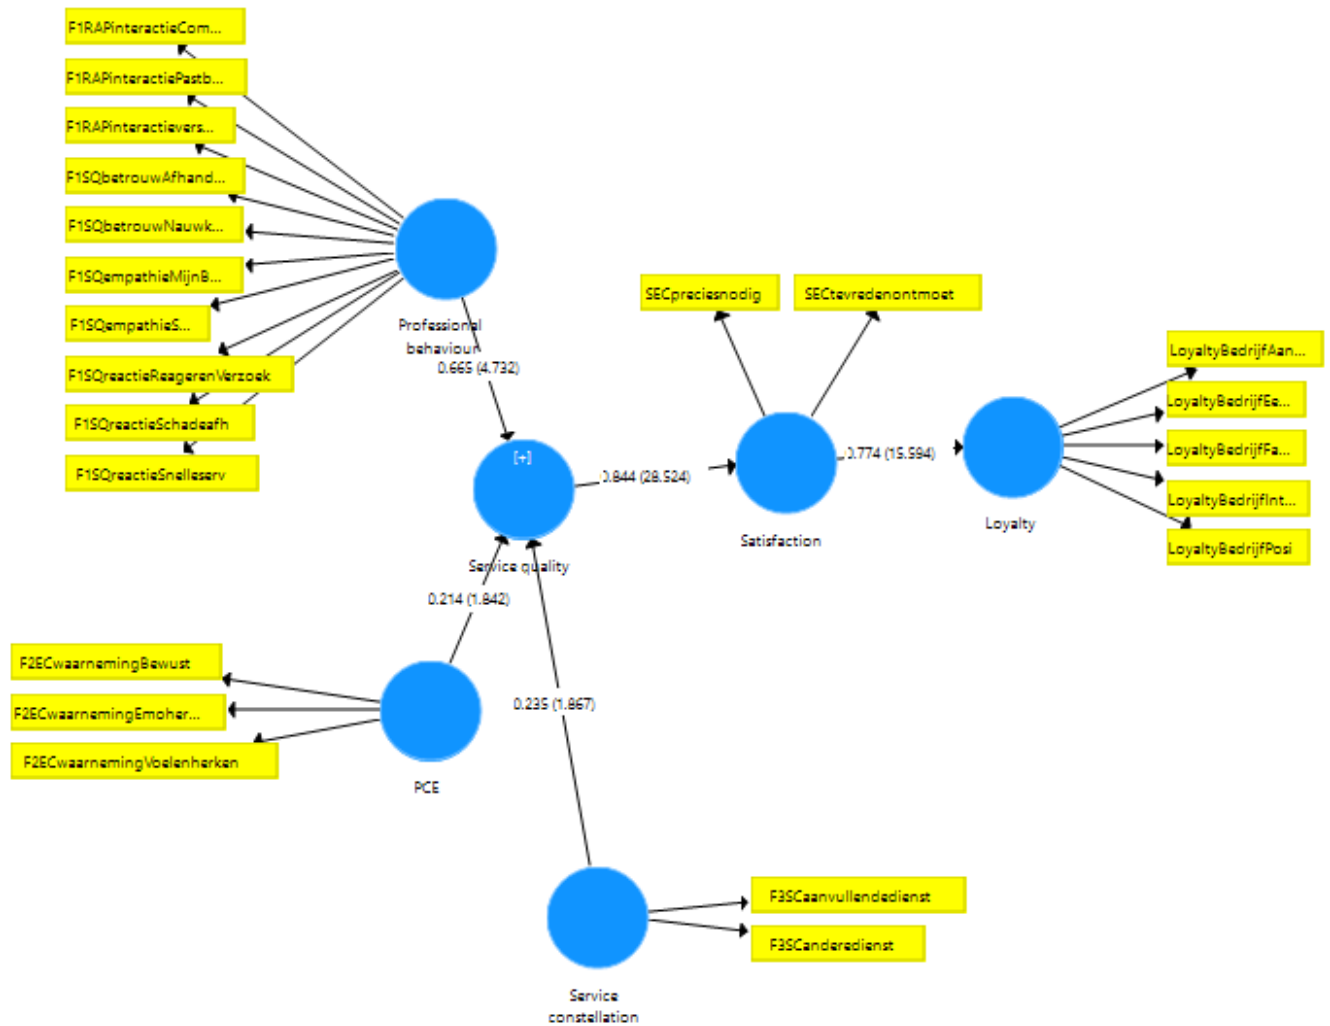 F1RAPinteractieCom...
F1RAPinteractiePastb...
F1RAPinteractievers...
F1SQbetrouwAfhand...
F1SQbetrouwNauwk...
F1SQempathieMijnB...
F1SQempathieS...
F1SQreactieReagerenVerzoek
F1SQreactieSchadeafh
F1SQreactieSnelleserv
Professional
behaviour
0.665 (4.732)
SECpreciesnodig
SECtevredenontmoet
LoyaltyBedrijfAan...
LoyaltyBedrijfEe...
LoyaltyBedrijfFa...
LoyaltyBedrijfInt...
LoyaltyBedrijfPosi
[+]
0.844 (28.524)
0.774 (15.594)
Service quality
Satisfaction
Loyalty
0.214 (1.842)
F2ECwaarnemingBewust
F2ECwaarnemingEmoher...
F2ECwaarnemingVoelenherken
PCE
0.235 (1.867)
F3SCaanvullendedienst
F3SCanderedienst
Service
constellation